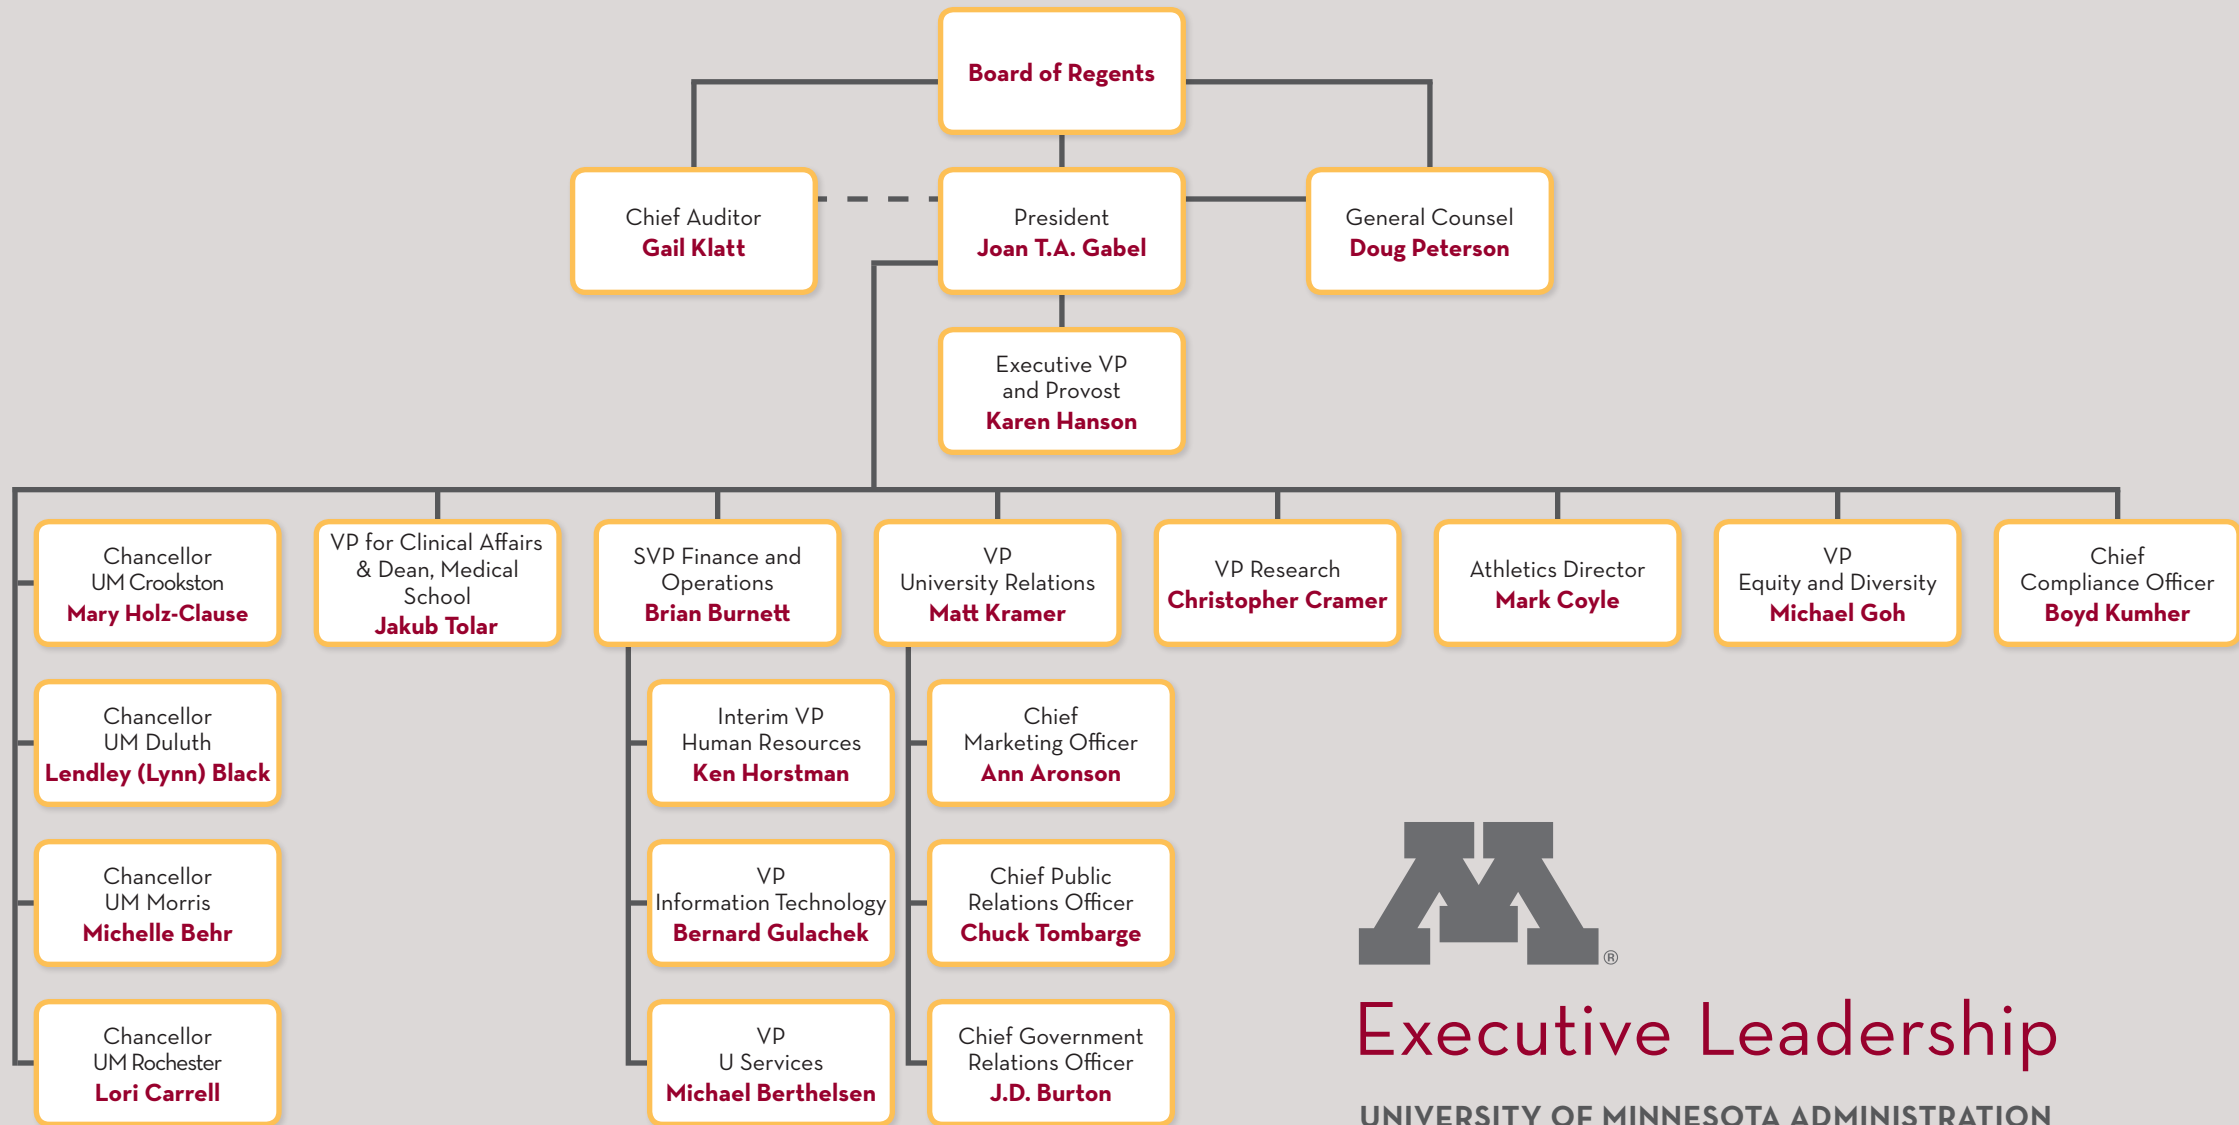 Board of Regents
Chief Auditor
Gail Klatt
President
Joan T.A. Gabel
General Counsel
Doug Peterson
Executive VP
and Provost
Karen Hanson
Chancellor
UM Crookston
Mary Holz-Clause
VP for Clinical Affairs
& Dean, Medical
School
Jakub Tolar
SVP Finance and
Operations
Brian Burnett
VP
University Relations
Matt Kramer
VP Research
Christopher Cramer
Athletics Director
Mark Coyle
VP
Equity and Diversity
Michael Goh
Chief
Compliance Officer
Boyd Kumher
Chancellor
UM Duluth
Lendley (Lynn) Black
Interim VP
Human Resources
Ken Horstman
Chief
Marketing Officer
Ann Aronson
Chancellor
UM Morris
Michelle Behr
VP
Information Technology
Bernard Gulachek
Chief Public
Relations Officer
Chuck Tombarge
Chancellor
UM Rochester
Lori Carrell
VP
U Services
Michael Berthelsen
Chief Government
Relations Officer
J.D. Burton
M®
Executive Leadership
UNIVERSITY OF MINNESOTA ADMINISTRATION